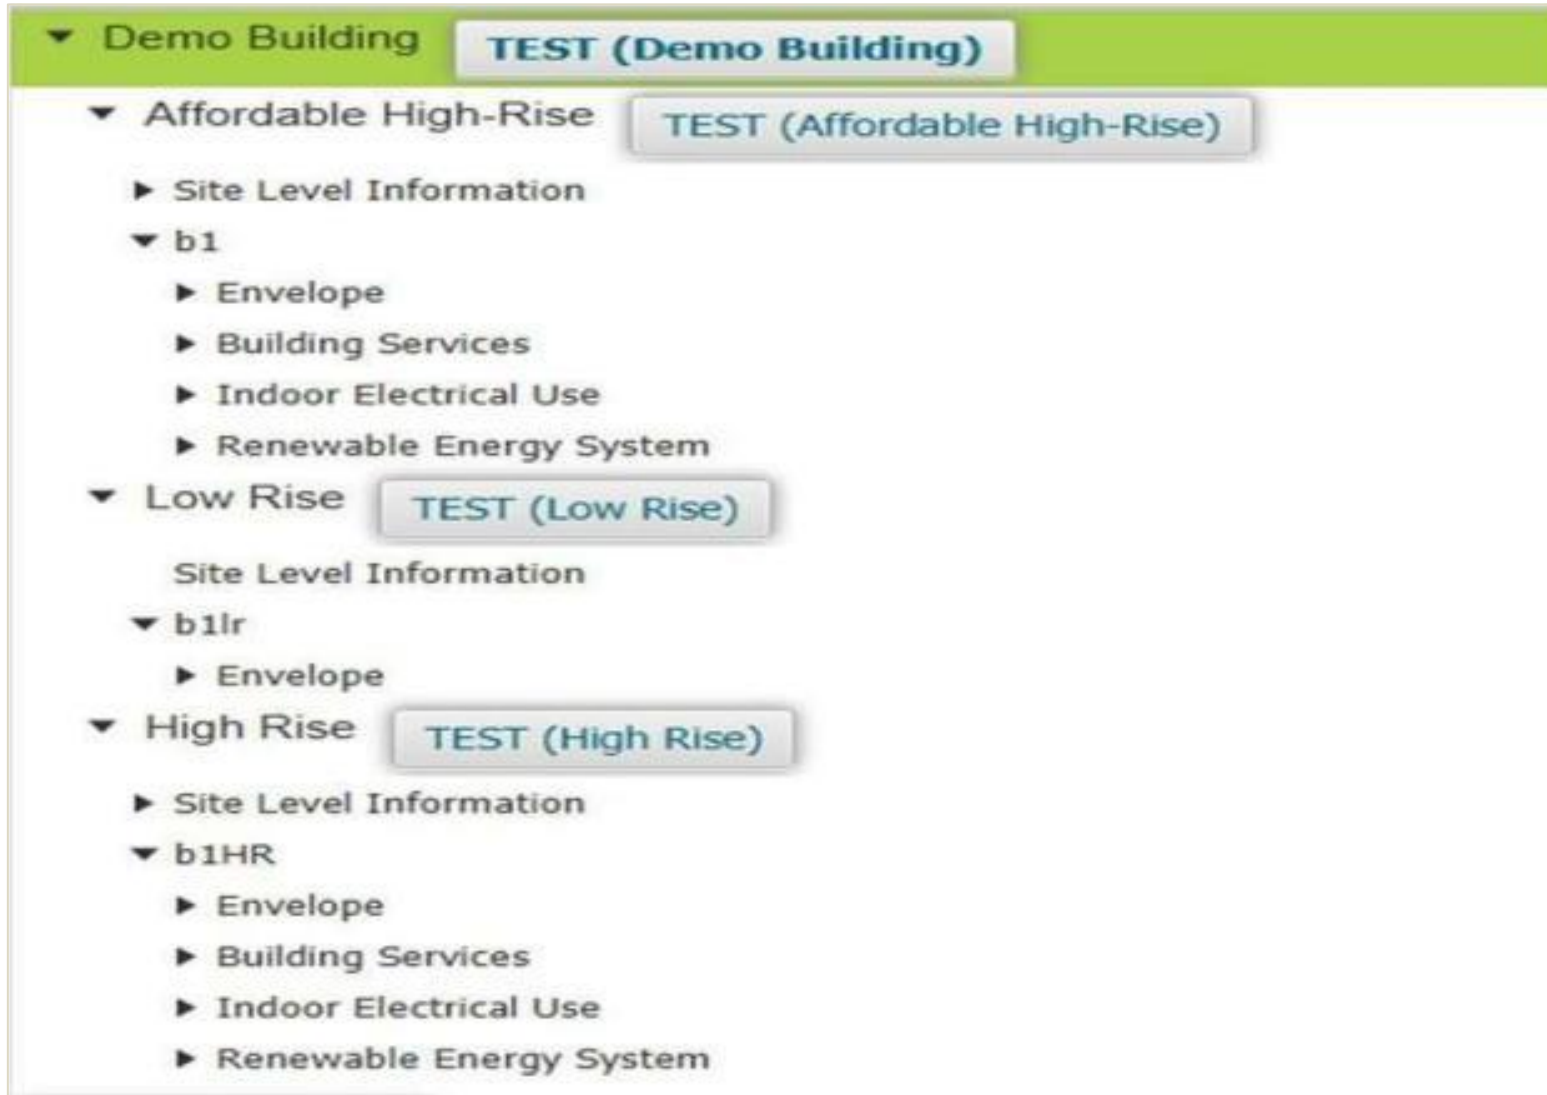 Demo Building TEST (Demo Building)
Affordable High-Rise TEST (Affordable High-Rise)
Site Level Information
b1
Envelope
Building Services
Indoor Electrical Use
Renewable Energy System
Low Rise TEST (Low Rise)
Site Level Information
b1lr
Envelope
High Rise TEST (High Rise)
Site Level Information
b1HR
Envelope
Building Services
Indoor Electrical Use
Renewable Energy System